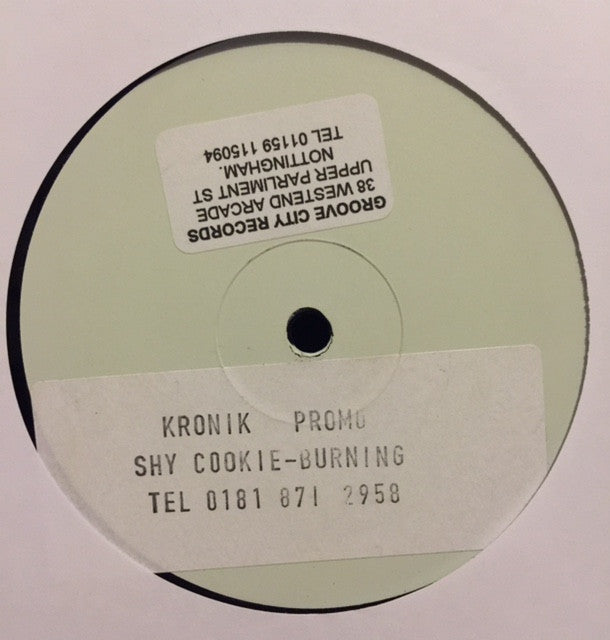 GROOVE CITY RECORDS
38 WESTEND ARCADE
UPPER PARLIMENT ST
NOTTINGHAM.
TEL 01159 115094
KRONIK PROMO
SHY COOKIE-BURNING
TEL 0181 871 2958